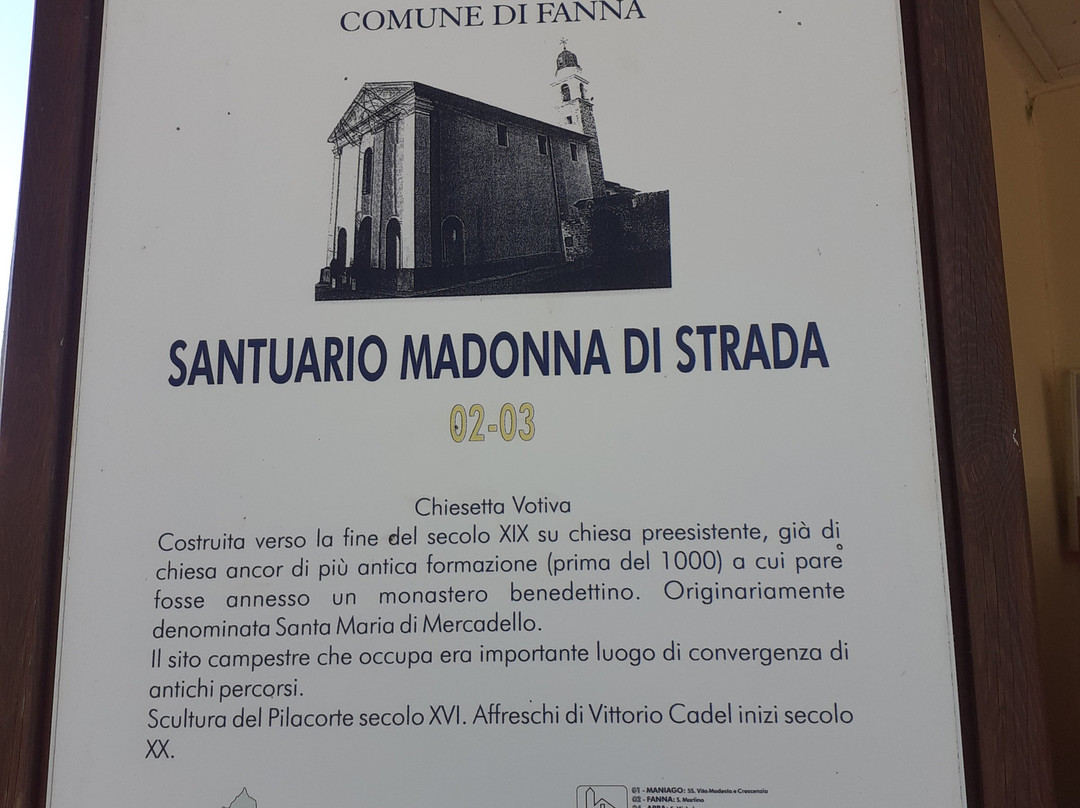 COMUNE DI FANNA
SANTUARIO MADONNA DI STRADA
02-03
Chiesetta Votiva
Costruita verso la fine del secolo XIX su chiesa preesistente, già di
chiesa ancor di più antica formazione (prima del 1000) a cui pare
fosse annesso un monastero benedettino. Originariamente
denominata Santa Maria di Mercadello.
Il sito campestre che occupa era importante luogo di convergenza di
antichi percorsi.
Scultura del Pilacorte secolo XVI. Affreschi di Vittorio Cadel inizi secolo
XX.
01 - MANIAGO: SS. Vito Modesto e Crescenzia
02 - FANNA: S. Martino